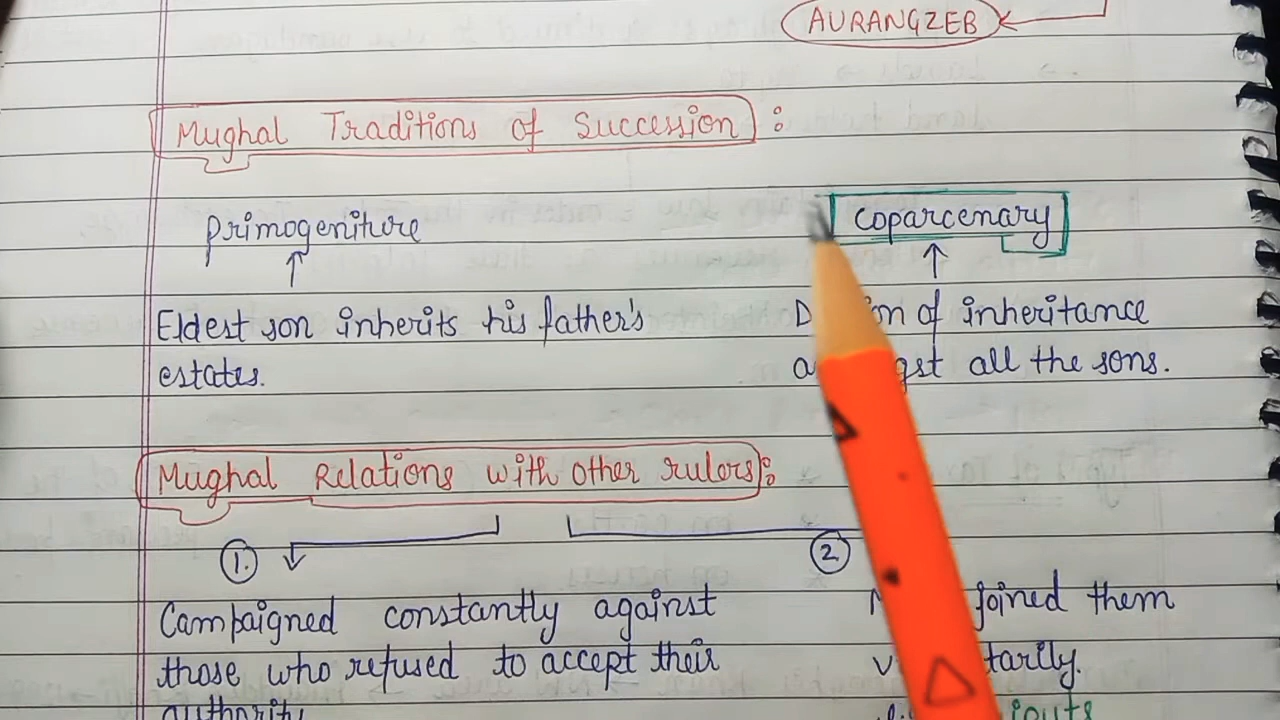 AURANGZEB
Mughal Traditions of Succession :
primogeniture
coparcenary
Eldest son inherits his father's
estates.
of inheritance
all the sons.
Mughal Relations with other rulers :
1.
2
Campaigned constantly against
those who refused to accept their
authority
joined them